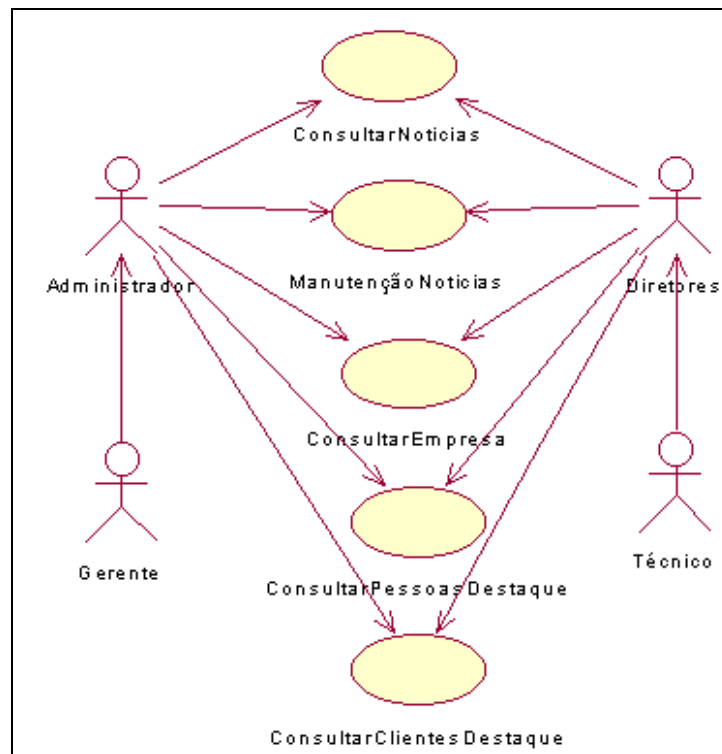 ConsultarNoticias
Administrador
ManutençãoNoticias
Diretores
ConsultarEmpresa
Gerente
Técnico
ConsultarPessoasDestaque
ConsultarClientesDestaque